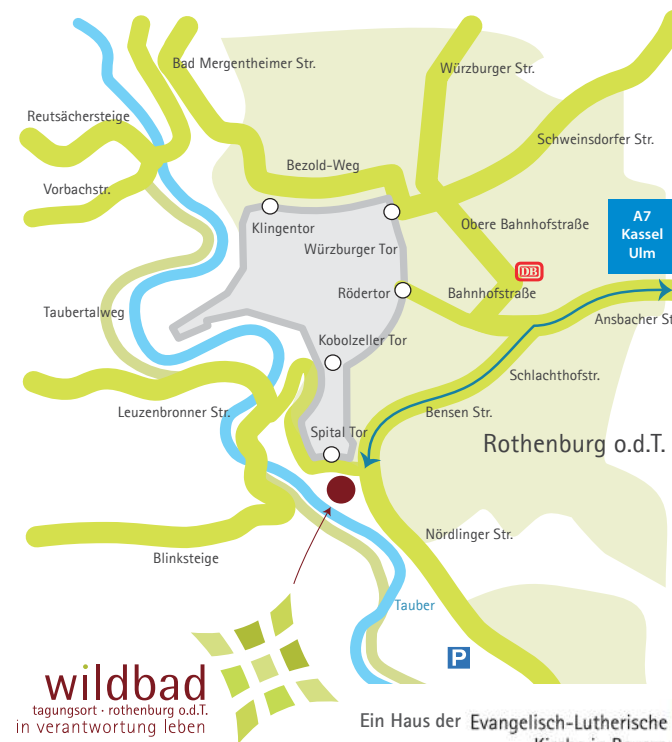 Bad Mergentheimer Str.
Würzburger Str.
Reutsächersteige
Schweinsdorfer Str.
Bezold-Weg
Vorbachstr.
Klingentor
Obere Bahnhofstraße
A7
Kassel
Ulm
Würzburger Tor
DB
Rödertor
Bahnhofstraße
Taubertalweg
Ansbacher St
Kobolzeller Tor
Schlachthofstr.
Leuzenbronner Str.
Bensen Str.
Spital Tor
Rothenburg o.d.T.
Nördlinger Str.
Blinksteige
Tauber
P
wildbad
tagungsort · rothenburg o.d.T.
in verantwortung leben
Ein Haus der Evangelisch-Lutherische